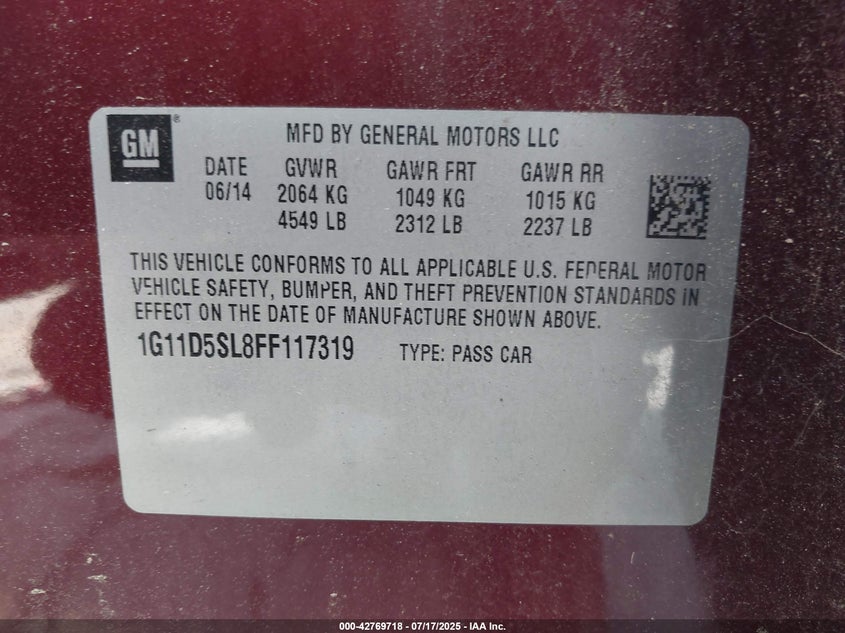 GM ®
MFD BY GENERAL MOTORS LLC
DATE GVWR GAWR FRT GAWR RR
06/14 2064 KG 1049 KG 1015 KG
4549 LB 2312 LB 2237 LB
THIS VEHICLE CONFORMS TO ALL APPLICABLE U.S. FEDERAL MOTOR
VEHICLE SAFETY, BUMPER, AND THEFT PREVENTION STANDARDS IN
EFFECT ON THE DATE OF MANUFACTURE SHOWN ABOVE.
1G11D5SL8FF117319 TYPE: PASS CAR
000-42769718 / 07/17/2025 - IAA Inc.